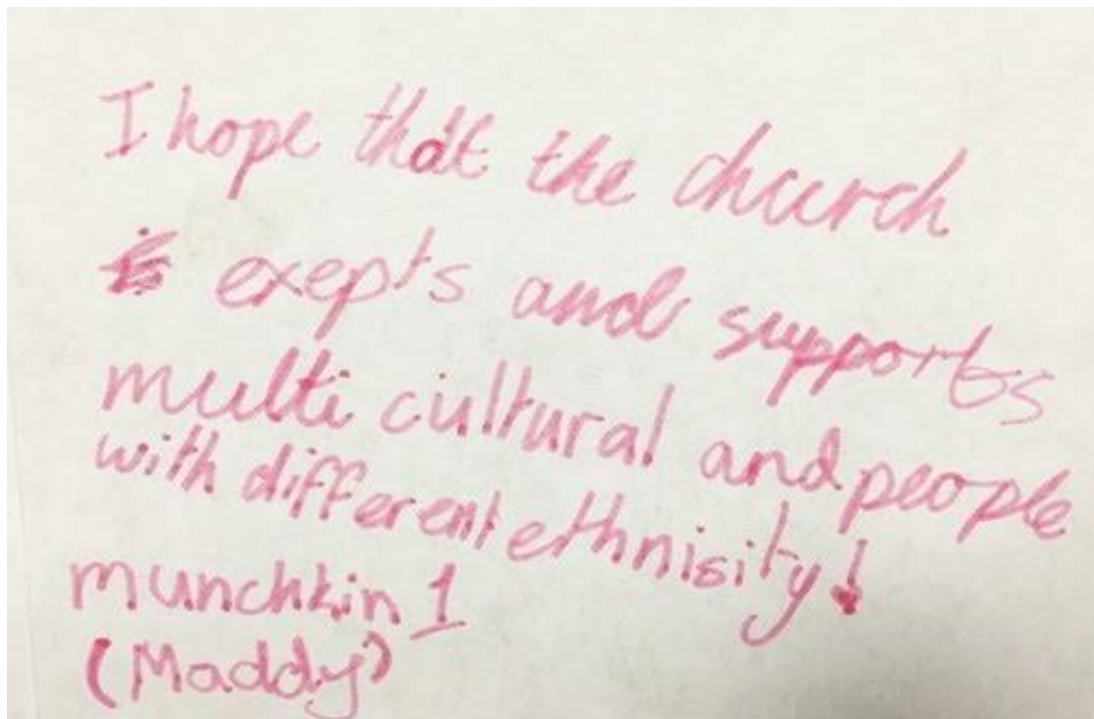 I hope that the church
exepts and supports
multi cultural and people
with different ethnisity!
munchkin 1
(Maddy)